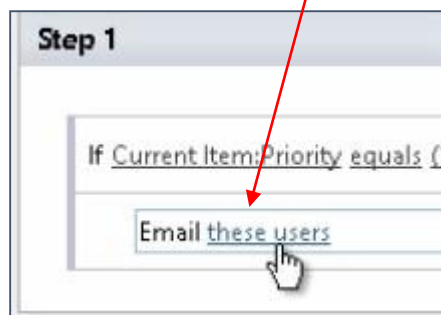 Step 1
If Current Item:Priority equals (
Email these users